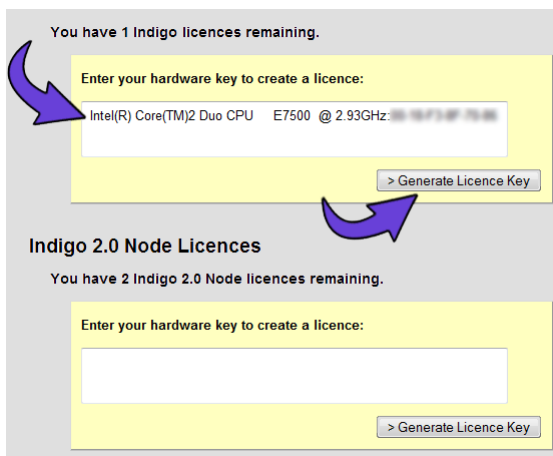 You have 1 Indigo licences remaining.
Enter your hardware key to create a licence:
Intel(R) Core(TM)2 Duo CPU E7500 @ 2.93GHz:
> Generate Licence Key
Indigo 2.0 Node Licences
You have 2 Indigo 2.0 Node licences remaining.
Enter your hardware key to create a licence:
> Generate Licence Key